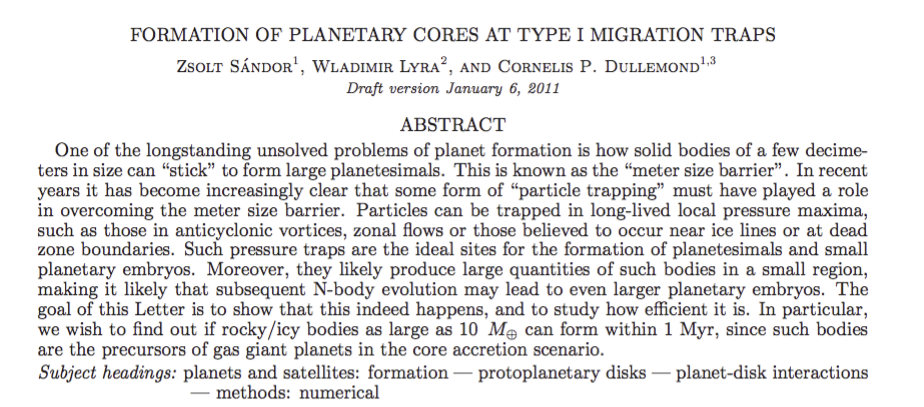 FORMATION OF PLANETARY CORES AT TYPE I MIGRATION TRAPS
Zsolt Sándor¹, Wladimir Lyra², and Cornelis P. Dullemond¹,³
Draft version January 6, 2011
ABSTRACT
One of the longstanding unsolved problems of planet formation is how solid bodies of a few decime-
ters in size can “stick” to form large planetesimals. This is known as the “meter size barrier”. In recent
years it has become increasingly clear that some form of “particle trapping” must have played a role
in overcoming the meter size barrier. Particles can be trapped in long-lived local pressure maxima,
such as those in anticyclonic vortices, zonal flows or those believed to occur near ice lines or at dead
zone boundaries. Such pressure traps are the ideal sites for the formation of planetesimals and small
planetary embryos. Moreover, they likely produce large quantities of such bodies in a small region,
making it likely that subsequent N-body evolution may lead to even larger planetary embryos. The
goal of this Letter is to show that this indeed happens, and to study how efficient it is. In particular,
we wish to find out if rocky/icy bodies as large as 10 M⊕ can form within 1 Myr, since such bodies
are the precursors of gas giant planets in the core accretion scenario.
Subject headings: planets and satellites: formation — protoplanetary disks — planet-disk interactions
— methods: numerical